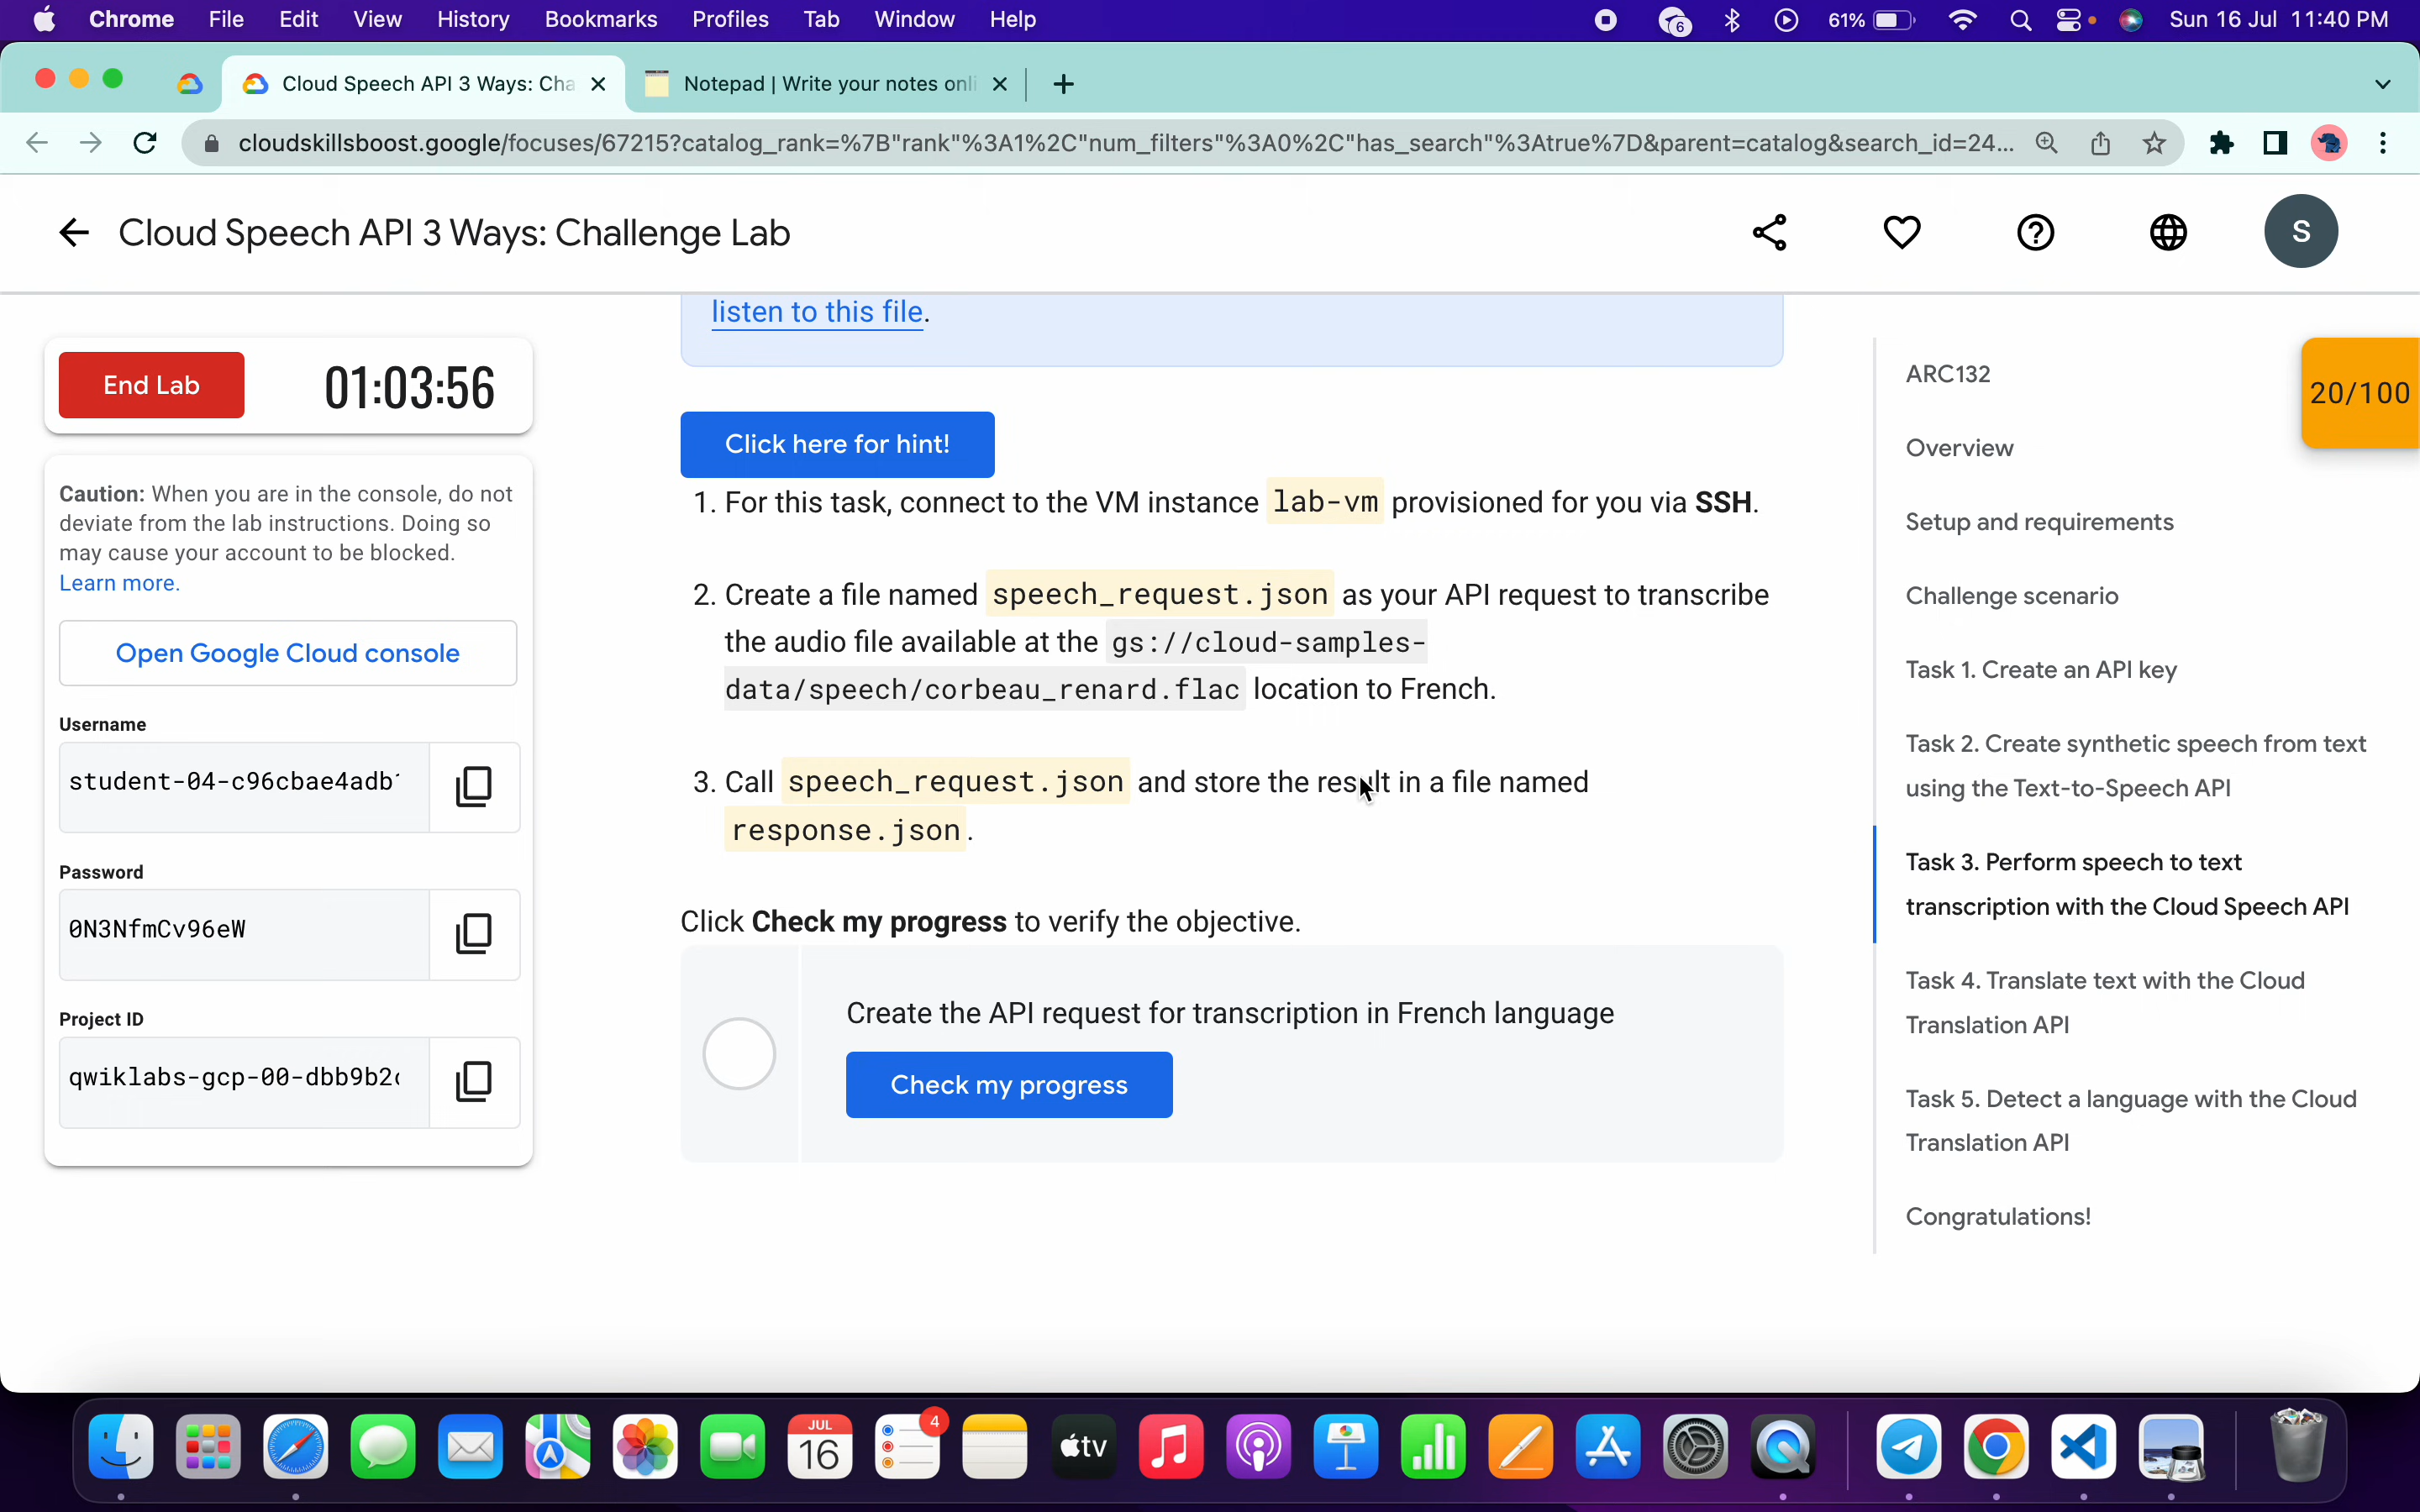 Chrome File Edit View History Bookmarks Profiles Tab Window Help 6 61% Sun 16 Jul 11:40 PM
Cloud Speech API 3 Ways: Cha Notepad | Write your notes onli
cloudskillsboost.google/focuses/67215?catalog_rank=%7B"rank"%3A1%2C"num_filters"%3A0%2C"has_search"%3Atrue%7D&parent=catalog&search_id=24...
Cloud Speech API 3 Ways: Challenge Lab
S
End Lab
01:03:56
Caution: When you are in the console, do not
deviate from the lab instructions. Doing so
may cause your account to be blocked.
Learn more.
Open Google Cloud console
Username
student-04-c96cbae4adb
Password
0N3NfmCv96eW
Project ID
qwiklabs-gcp-00-dbb9b2
listen to this file.
Click here for hint!
1. For this task, connect to the VM instance lab-vm provisioned for you via SSH.
2. Create a file named speech_request.json as your API request to transcribe
the audio file available at the gs://cloud-samples-
data/speech/corbeau_renard.flac location to French.
3. Call speech_request.json and store the result in a file named
response.json.
Click Check my progress to verify the objective.
Create the API request for transcription in French language
Check my progress
ARC132
Overview
Setup and requirements
Challenge scenario
Task 1. Create an API key
Task 2. Create synthetic speech from text
using the Text-to-Speech API
Task 3. Perform speech to text
transcription with the Cloud Speech API
Task 4. Translate text with the Cloud
Translation API
Task 5. Detect a language with the Cloud
Translation API
Congratulations!
20/100
JUL
16
4
tv